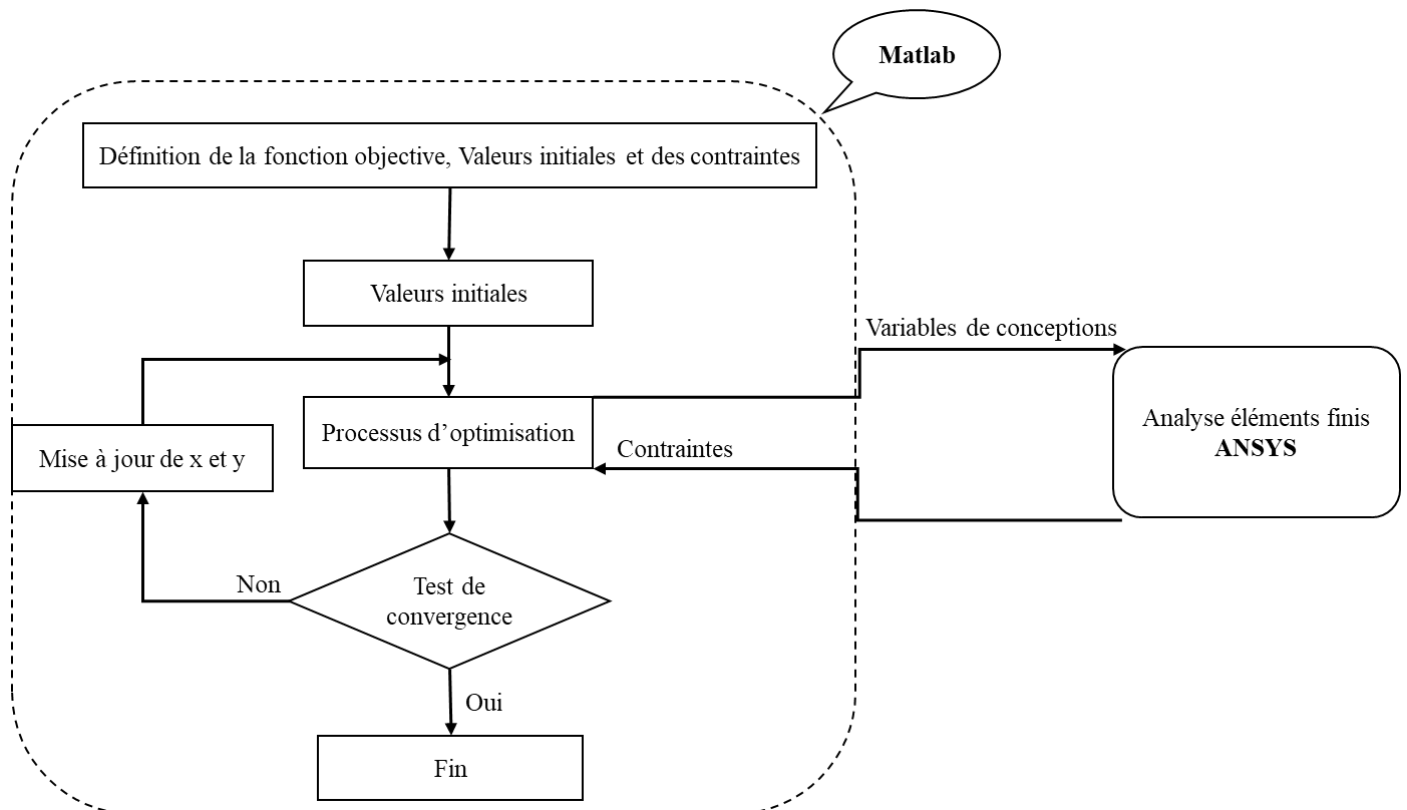 Matlab
Définition de la fonction objective, Valeurs initiales et des contraintes
Valeurs initiales
Variables de conceptions
Processus d’optimisation
Mise à jour de x et y
Contraintes
Analyse éléments finis
ANSYS
Non
Test de
convergence
Oui
Fin